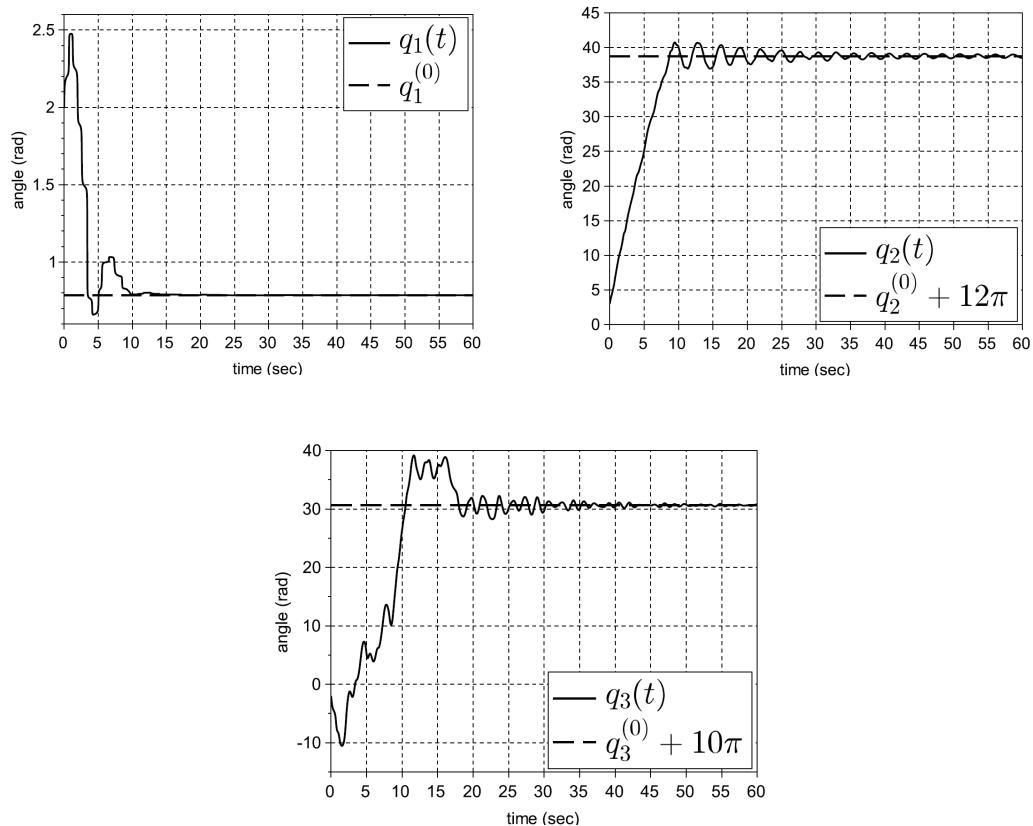 2.5
2
1.5
1
angle (rad)
0 5 10 15 20 25 30 35 40 45 50 55 60
time (sec)
q₁(t)
q₁⁽⁰⁾
45
40
35
30
25
20
15
10
5
0
angle (rad)
0 5 10 15 20 25 30 35 40 45 50 55 60
time (sec)
q₂(t)
q₂⁽⁰⁾ + 12π
40
30
20
10
0
-10
angle (rad)
0 5 10 15 20 25 30 35 40 45 50 55 60
time (sec)
q₃(t)
q₃⁽⁰⁾ + 10π